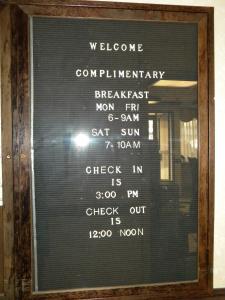 WELCOME
COMPLIMENTARY
BREAKFAST
MON FRI
6-9AM
SAT SUN
7-10AM
CHECK IN
IS
3:00 PM
CHECK OUT
IS
12:00 NOON